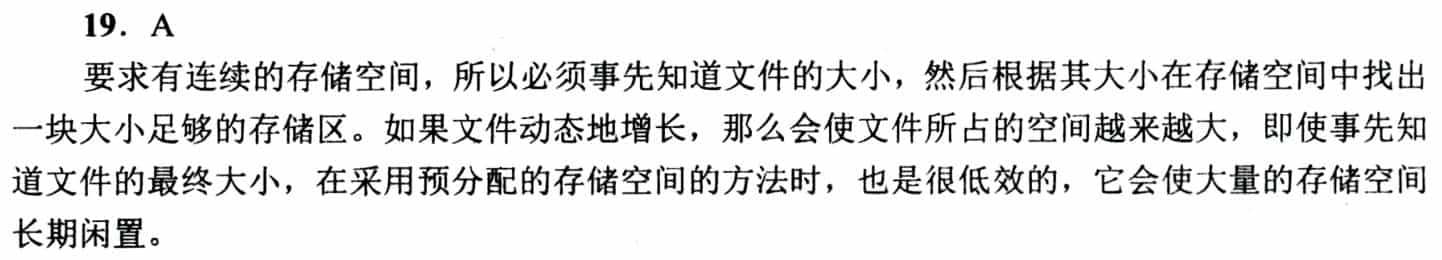 19．A
要求有连续的存储空间，所以必须事先知道文件的大小，然后根据其大小在存储空间中找出
一块大小足够的存储区。如果文件动态地增长，那么会使文件所占的空间越来越大，即使事先知
道文件的最终大小，在采用预分配的存储空间的方法时，也是很低效的，它会使大量的存储空间
长期闲置。